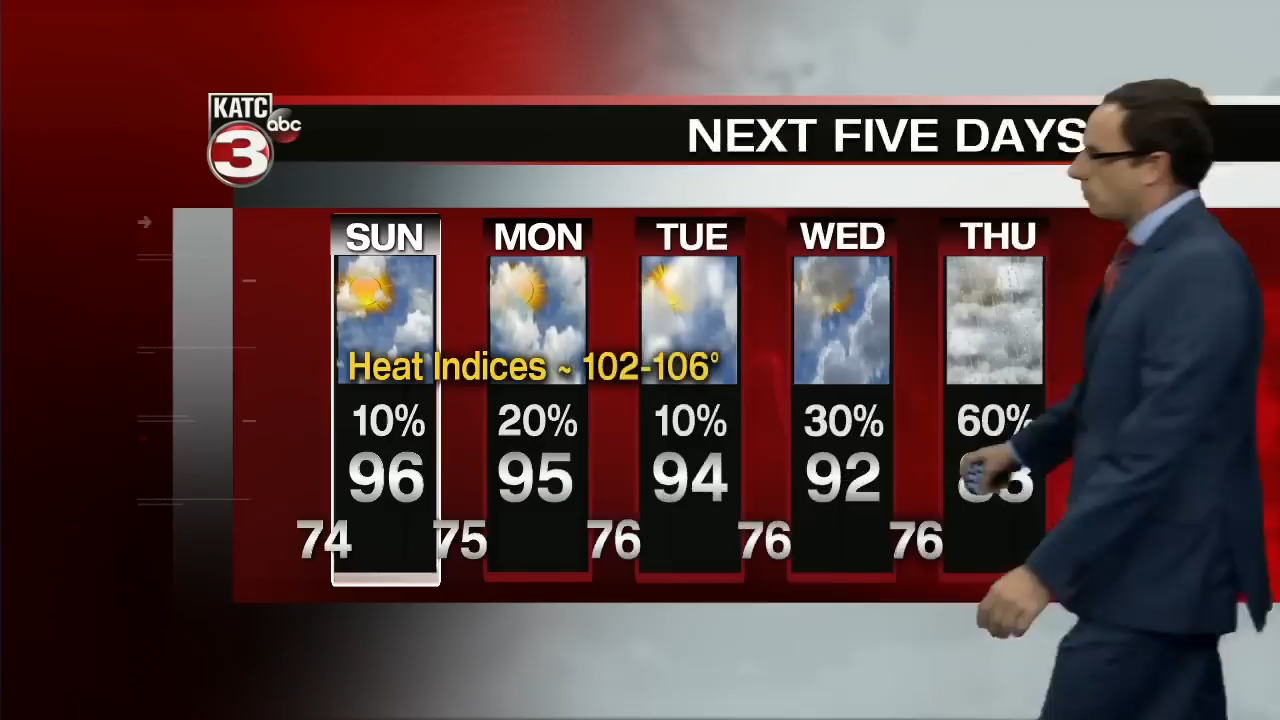 KATC
abc
3
NEXT FIVE DAYS
SUN MON TUE WED THU
Heat Indices ~ 102-106°
10% 20% 10% 30% 60%
96 95 94 92
74 75 76 76 76